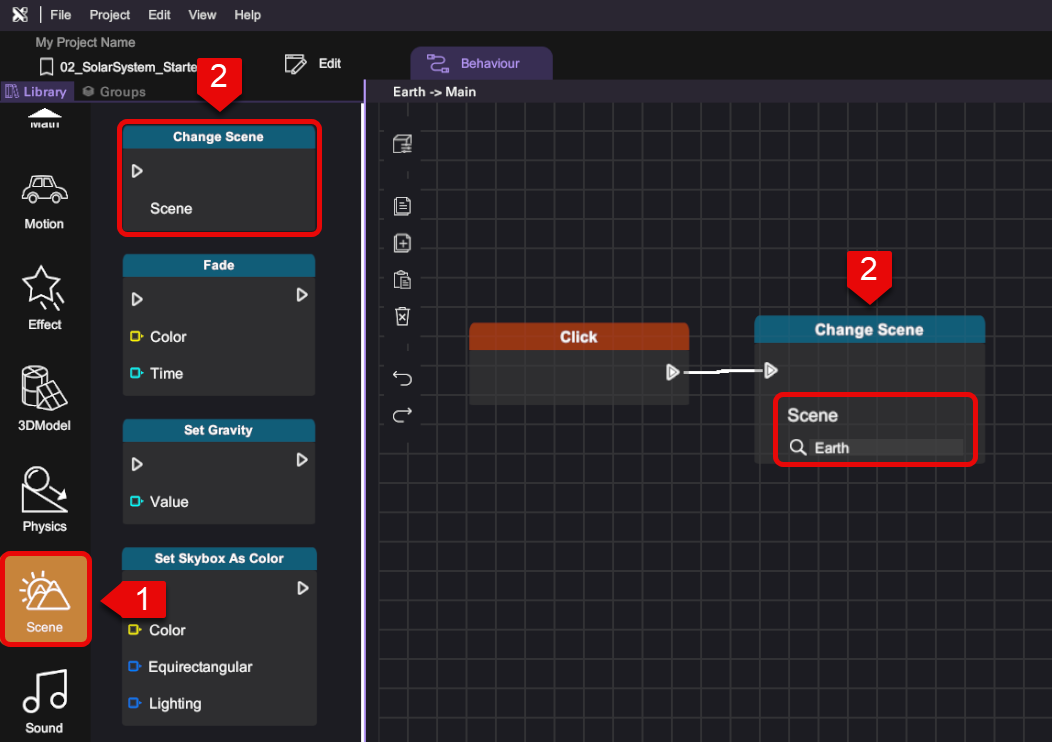 File Project Edit View Help
My Project Name
02_SolarSystem_Starte
Edit
Behaviour
Library Groups
Earth -> Main
2
Math
Motion
Effect
3DModel
Physics
Scene
Sound
1
Change Scene
Scene
Fade
Color
Time
Set Gravity
Value
Set Skybox As Color
Color
Equirectangular
Lighting
Click
2
Change Scene
Scene
Earth